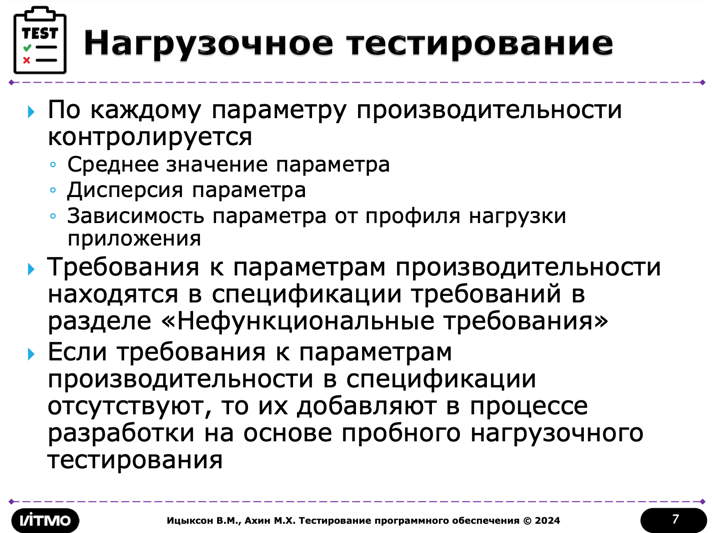 TEST
Нагрузочное тестирование
По каждому параметру производительности
контролируется
Среднее значение параметра
Дисперсия параметра
Зависимость параметра от профиля нагрузки
приложения
Требования к параметрам производительности
находятся в спецификации требований в
разделе «Нефункциональные требования»
Если требования к параметрам
производительности в спецификации
отсутствуют, то их добавляют в процессе
разработки на основе пробного нагрузочного
тестирования
ИТМО
Ицыксон В.М., Ахин М.Х. Тестирование программного обеспечения © 2024
7